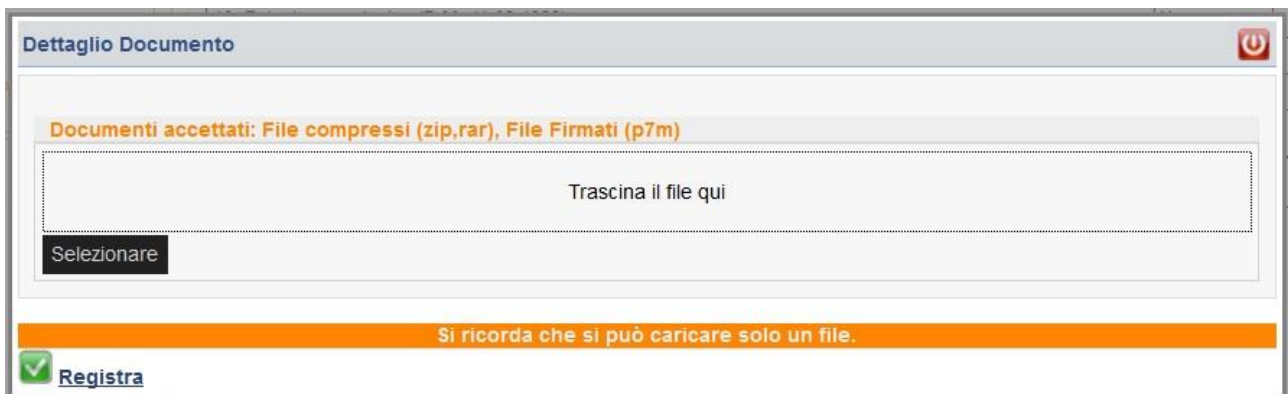 Dettaglio Documento
Documenti accettati: File compressi (zip,rar), File Firmati (p7m)
Trascina il file qui
Selezionare
Si ricorda che si può caricare solo un file.
Registra